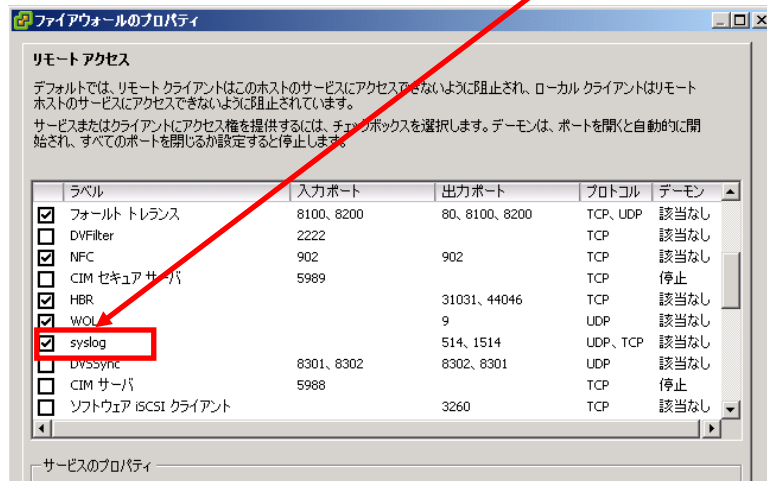 ファイアウォールのプロパティ
リモート アクセス
デフォルトでは、リモート クライアントはこのホストのサービスにアクセスできないように阻止され、ローカル クライアントはリモート
ホストのサービスにアクセスできないように阻止されています。
サービスまたはクライアントにアクセス権を提供するには、チェックボックスを選択します。デーモンは、ポートを開くと自動的に開
始され、すべてのポートを閉じるか設定すると停止します。
ラベル 入力ポート 出力ポート プロトコル デーモン
フォールト トレランス 8100、8200 80、8100、8200 TCP、UDP 該当なし
DVFilter 2222 TCP 該当なし
NFC 902 902 TCP 該当なし
CIM セキュア サーバ 5989 TCP 停止
HBR 31031、44046 TCP 該当なし
WOL 9 UDP 該当なし
syslog 514、1514 UDP、TCP 該当なし
DVSSync 8301、8302 8302、8301 UDP 該当なし
CIM サーバ 5988 TCP 停止
ソフトウェア iSCSI クライアント 3260 TCP 該当なし
サービスのプロパティ